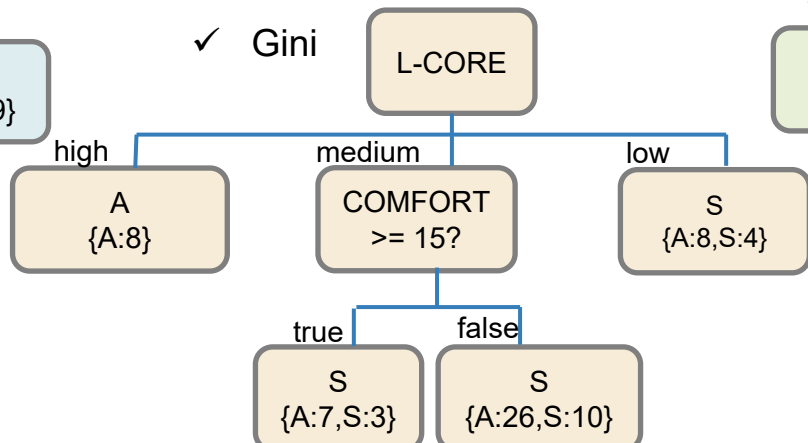 ✓ Gini
L-CORE
9}
high
medium
low
A
{A:8}
COMFORT
>= 15?
S
{A:8,S:4}
true
false
S
{A:7,S:3}
S
{A:26,S:10}